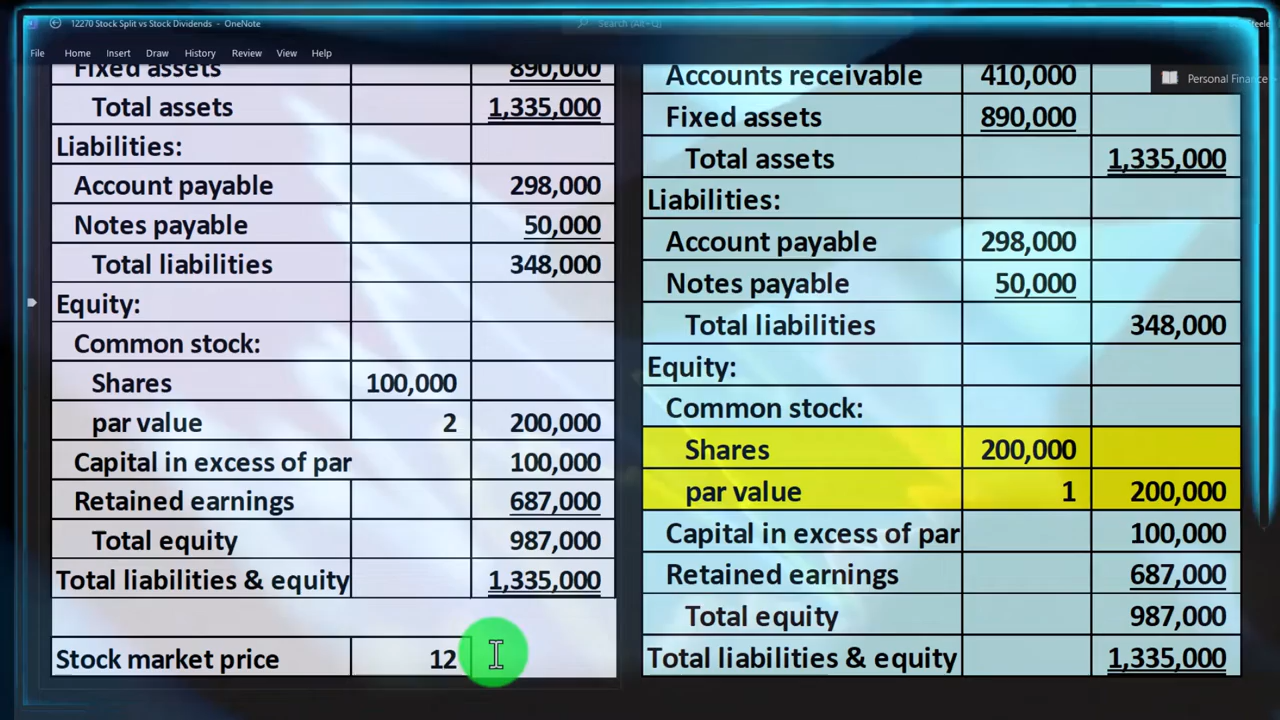 12270 Stock Split vs Stock Dividends - OneNote
Search (Alt+Q)
File Home Insert Draw History Review View Help
Personal Finance
Fixed assets 890,000
Total assets 1,335,000
Liabilities:
Account payable 298,000
Notes payable 50,000
Total liabilities 348,000
Equity:
Common stock:
Shares 100,000
par value 2 200,000
Capital in excess of par 100,000
Retained earnings 687,000
Total equity 987,000
Total liabilities & equity 1,335,000
Stock market price 12
Accounts receivable 410,000
Fixed assets 890,000
Total assets 1,335,000
Liabilities:
Account payable 298,000
Notes payable 50,000
Total liabilities 348,000
Equity:
Common stock:
Shares 200,000
par value 1 200,000
Capital in excess of par 100,000
Retained earnings 687,000
Total equity 987,000
Total liabilities & equity 1,335,000